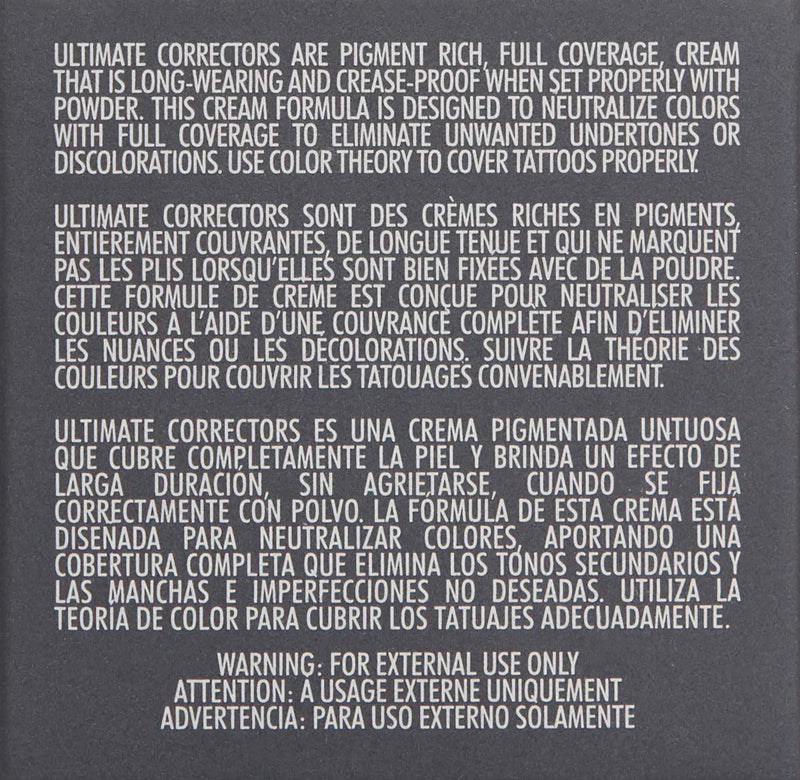 ULTIMATE CORRECTORS ARE PIGMENT RICH, FULL COVERAGE, CREAM
THAT IS LONG-WEARING AND CREASE-PROOF WHEN SET PROPERLY WITH
POWDER. THIS CREAM FORMULA IS DESIGNED TO NEUTRALIZE COLORS
WITH FULL COVERAGE TO ELIMINATE UNWANTED UNDERTONES OR
DISCOLORATIONS. USE COLOR THEORY TO COVER TATTOOS PROPERLY.
ULTIMATE CORRECTORS SONT DES CRÈMES RICHES EN PIGMENTS,
ENTIÈREMENT COUVRANTES, DE LONGUE TENUE ET QUI NE MARQUENT
PAS LES PLIS LORSQU'ELLES SONT BIEN FIXÉES AVEC DE LA POUDRE.
CETTE FORMULE DE CRÈME EST CONÇUE POUR NEUTRALISER LES
COULEURS À L'AIDE D'UNE COUVRANCE COMPLÈTE AFIN D'ÉLIMINER
LES NUANCES OU LES DÉCOLORATIONS. SUIVRE LA THÉORIE DES
COULEURS POUR COUVRIR LES TATOUAGES CONVENABLEMENT.
ULTIMATE CORRECTORS ES UNA CREMA PIGMENTADA UNTUOSA
QUE CUBRE COMPLETAMENTE LA PIEL Y BRINDA UN EFECTO DE
LARGA DURACIÓN, SIN AGRIETARSE, CUANDO SE FIJA
CORRECTAMENTE CON POLVO. LA FÓRMULA DE ESTA CREMA ESTÁ
DISEÑADA PARA NEUTRALIZAR COLORES, APORTANDO UNA
COBERTURA COMPLETA QUE ELIMINA LOS TONOS SECUNDARIOS Y
LAS MANCHAS E IMPERFECCIONES NO DESEADAS. UTILIZA LA
TEORÍA DE COLOR PARA CUBRIR LOS TATUAJES ADECUADAMENTE.
WARNING: FOR EXTERNAL USE ONLY
ATTENTION: À USAGE EXTERNE UNIQUEMENT
ADVERTENCIA: PARA USO EXTERNO SOLAMENTE